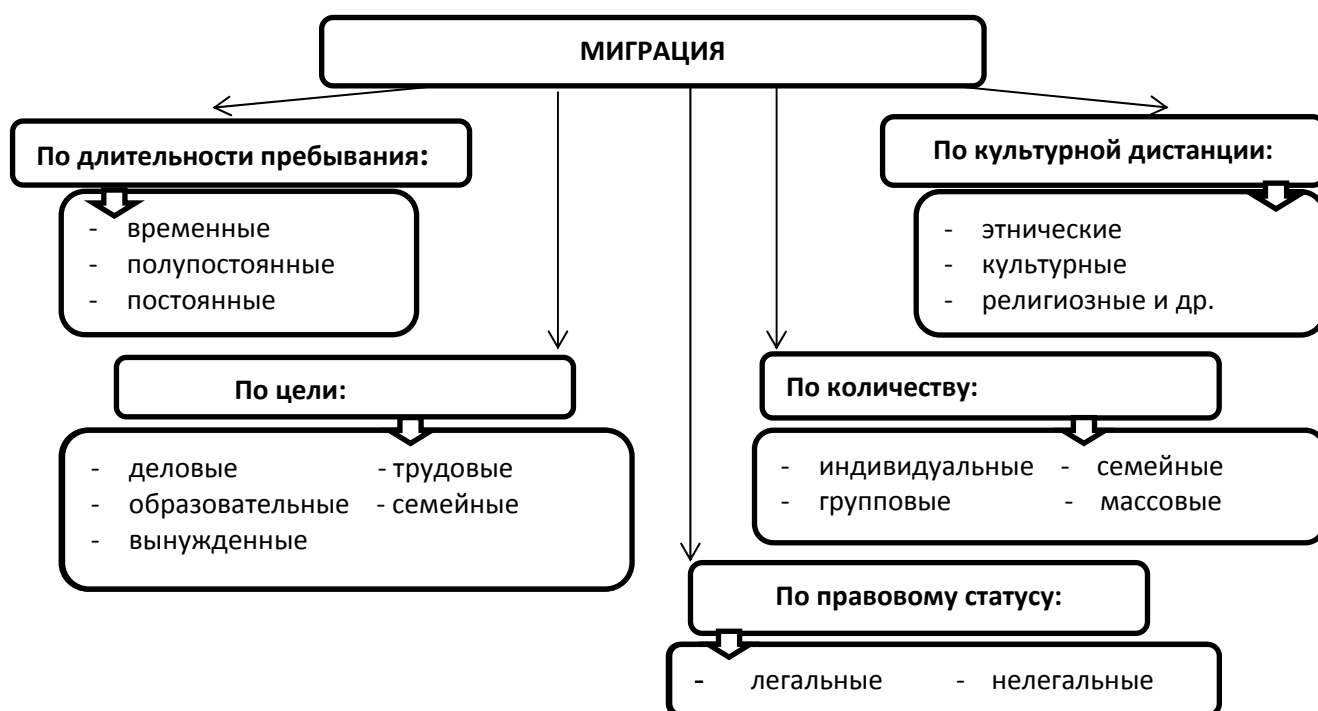 МИГРАЦИЯ
По длительности пребывания:
- временные
- полупостоянные
- постоянные
По культурной дистанции:
- этнические
- культурные
- религиозные и др.
По цели:
- деловые - трудовые
- образовательные - семейные
- вынужденные
По количеству:
- индивидуальные - семейные
- групповые - массовые
По правовому статусу:
- легальные - нелегальные